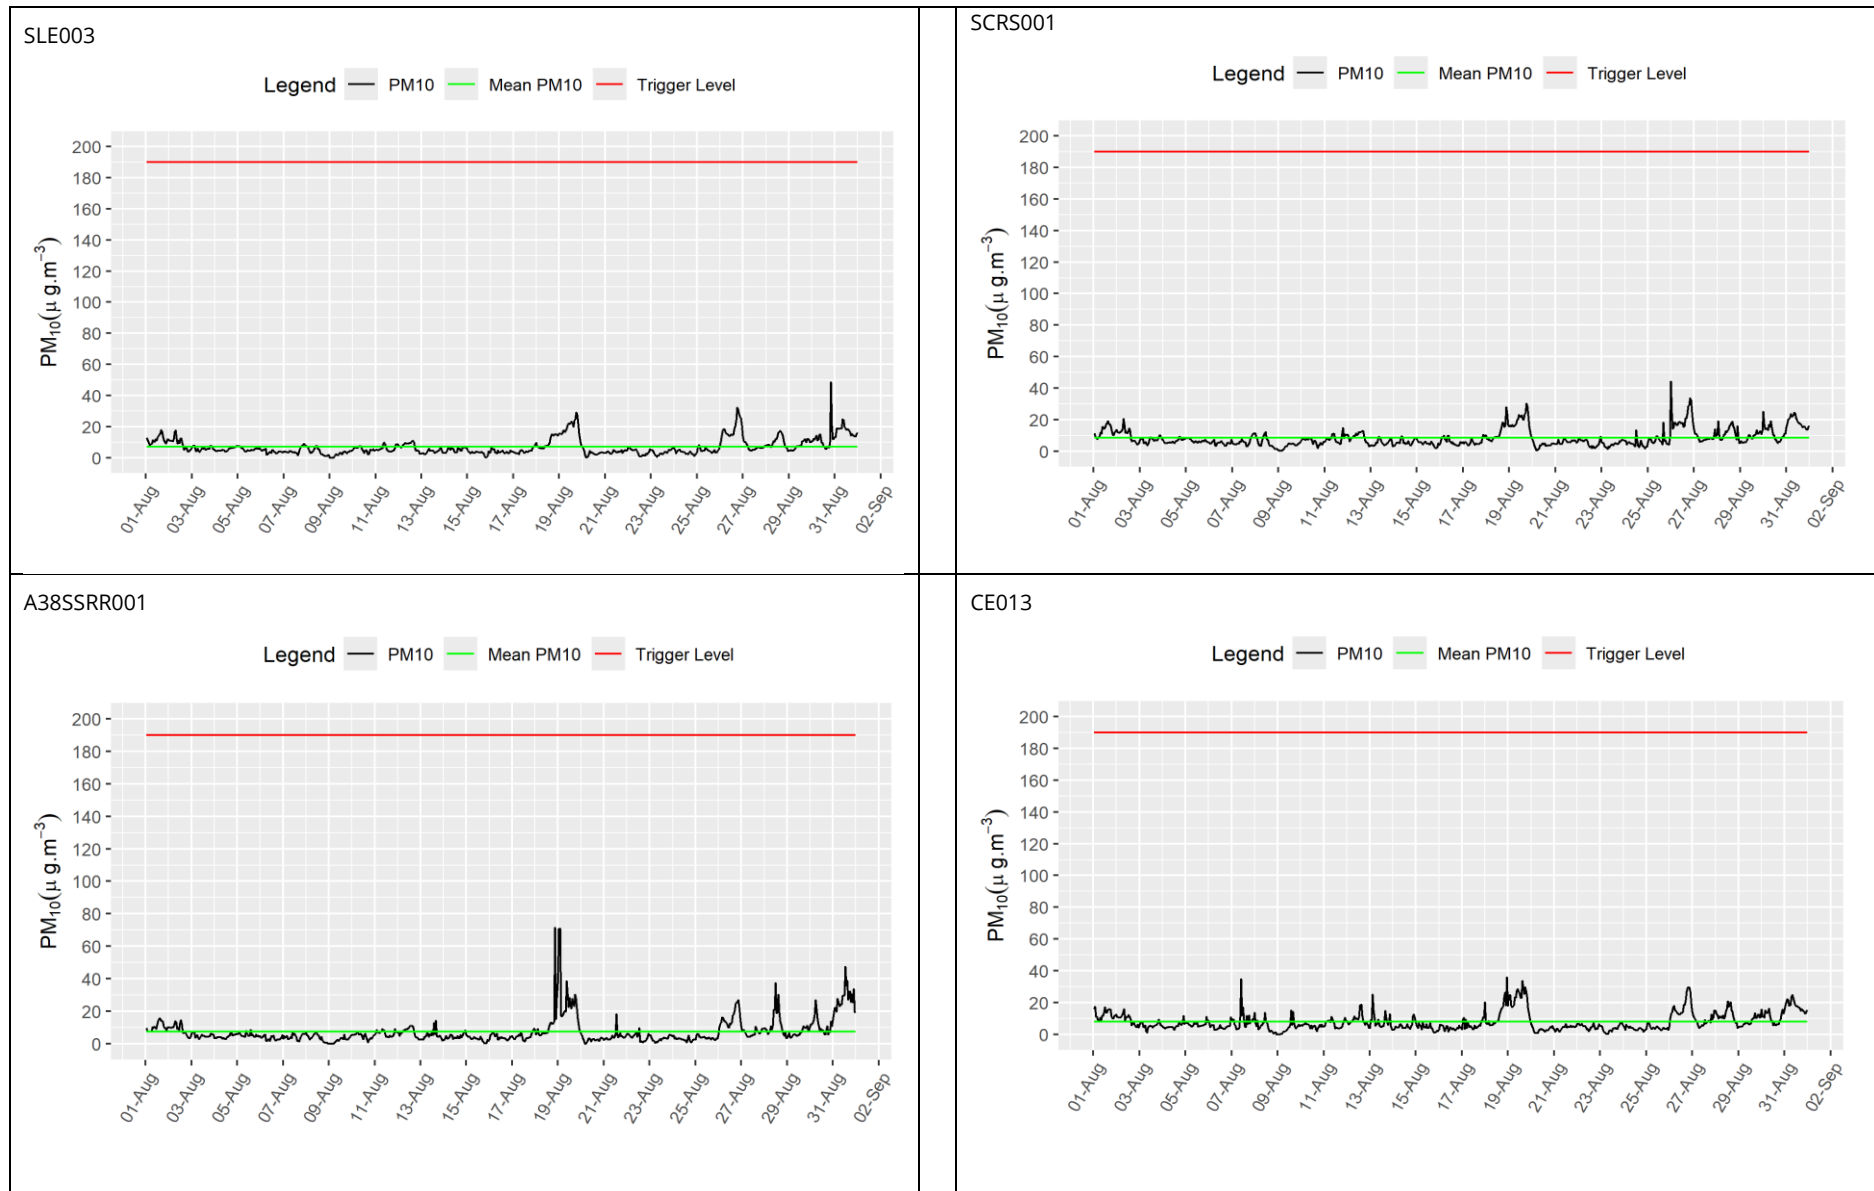 SLE003
Legend PM10 Mean PM10 Trigger Level
PM10(μ g.m−3)
200
180
160
140
120
100
80
60
40
20
0
01-Aug 03-Aug 05-Aug 07-Aug 09-Aug 11-Aug 13-Aug 15-Aug 17-Aug 19-Aug 21-Aug 23-Aug 25-Aug 27-Aug 29-Aug 31-Aug 02-Sep
SCRS001
Legend PM10 Mean PM10 Trigger Level
PM10(μ g.m−3)
200
180
160
140
120
100
80
60
40
20
0
01-Aug 03-Aug 05-Aug 07-Aug 09-Aug 11-Aug 13-Aug 15-Aug 17-Aug 19-Aug 21-Aug 23-Aug 25-Aug 27-Aug 29-Aug 31-Aug 02-Sep
A38SSRR001
Legend PM10 Mean PM10 Trigger Level
PM10(μ g.m−3)
200
180
160
140
120
100
80
60
40
20
0
01-Aug 03-Aug 05-Aug 07-Aug 09-Aug 11-Aug 13-Aug 15-Aug 17-Aug 19-Aug 21-Aug 23-Aug 25-Aug 27-Aug 29-Aug 31-Aug 02-Sep
CE013
Legend PM10 Mean PM10 Trigger Level
PM10(μ g.m−3)
200
180
160
140
120
100
80
60
40
20
0
01-Aug 03-Aug 05-Aug 07-Aug 09-Aug 11-Aug 13-Aug 15-Aug 17-Aug 19-Aug 21-Aug 23-Aug 25-Aug 27-Aug 29-Aug 31-Aug 02-Sep